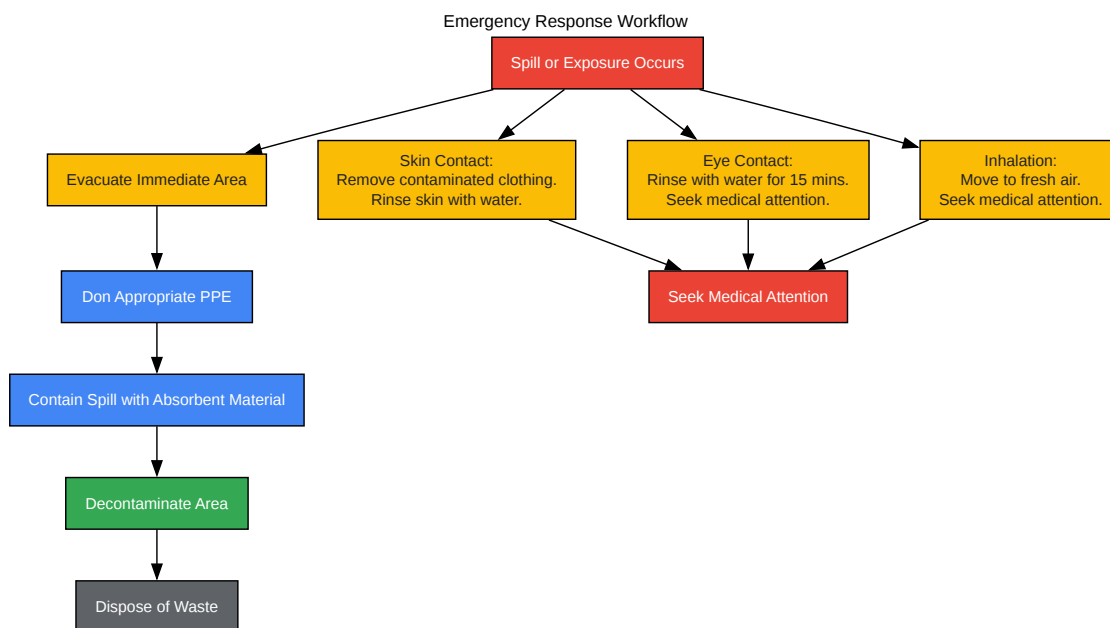 Emergency Response Workflow
Spill or Exposure Occurs
Evacuate Immediate Area
Skin Contact:
Remove contaminated clothing.
Rinse skin with water.
Eye Contact:
Rinse with water for 15 mins.
Seek medical attention.
Inhalation:
Move to fresh air.
Seek medical attention.
Don Appropriate PPE
Seek Medical Attention
Contain Spill with Absorbent Material
Decontaminate Area
Dispose of Waste